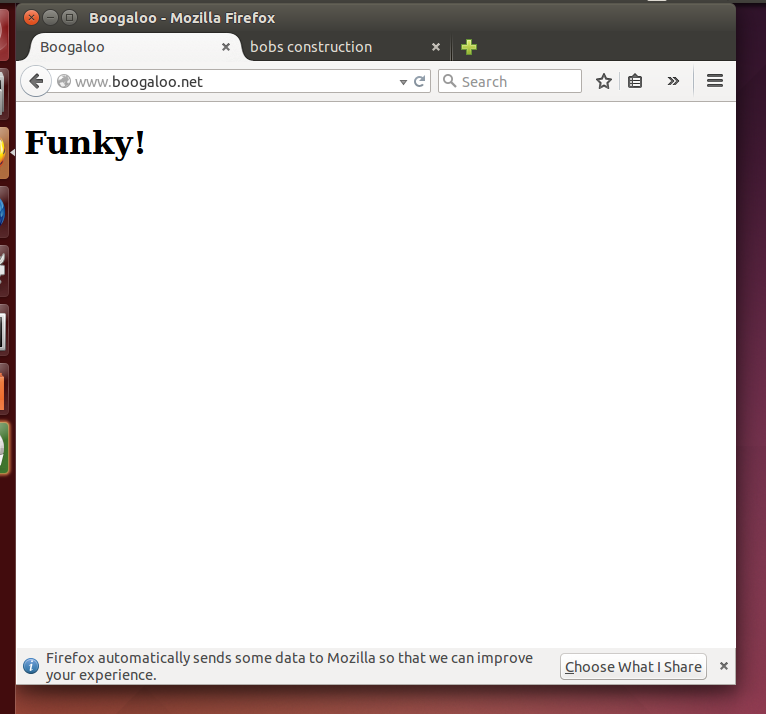 Boogaloo - Mozilla Firefox
Boogaloo
bobs construction
www.boogaloo.net
Search
Funky!
Firefox automatically sends some data to Mozilla so that we can improve
your experience.
Choose What I Share